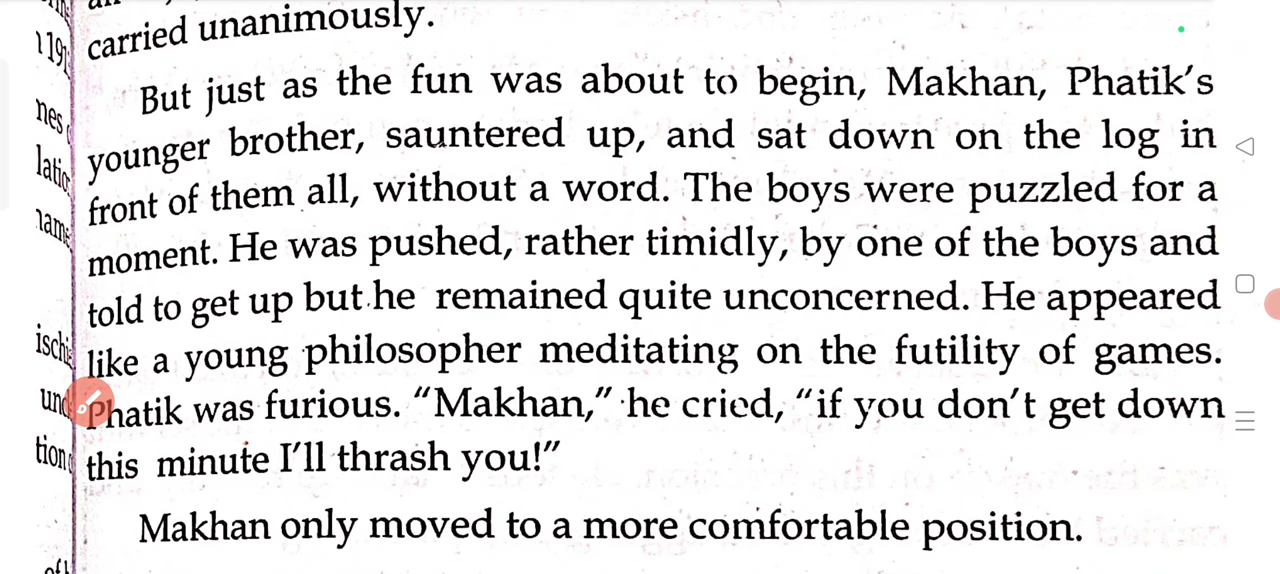 carried unanimously.
But just as the fun was about to begin, Makhan, Phatik's
younger brother, sauntered up, and sat down on the log in
front of them all, without a word. The boys were puzzled for a
moment. He was pushed, rather timidly, by one of the boys and
told to get up but he remained quite unconcerned. He appeared
like a young philosopher meditating on the futility of games.
Phatik was furious. “Makhan,” he cried, “if you don't get down
this minute I'll thrash you!”
Makhan only moved to a more comfortable position.